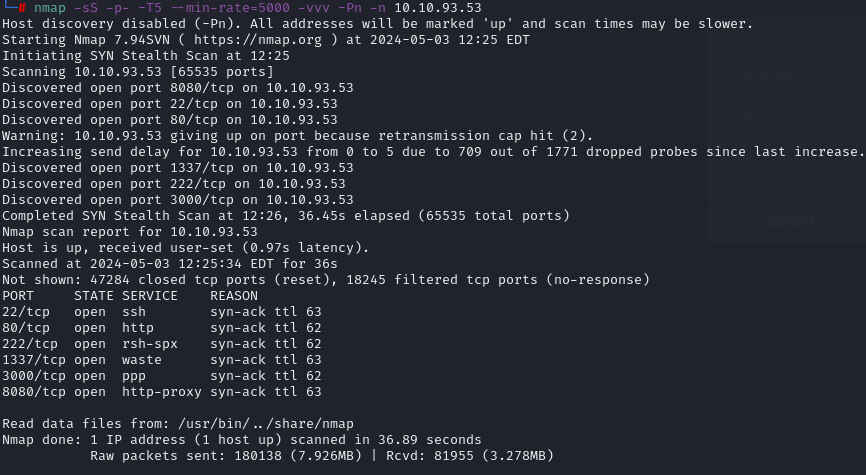 └─# nmap -sS -p- -T5 --min-rate=5000 -vvv -Pn -n 10.10.93.53
Host discovery disabled (-Pn). All addresses will be marked 'up' and scan times may be slower.
Starting Nmap 7.94SVN ( https://nmap.org ) at 2024-05-03 12:25 EDT
Initiating SYN Stealth Scan at 12:25
Scanning 10.10.93.53 [65535 ports]
Discovered open port 8080/tcp on 10.10.93.53
Discovered open port 22/tcp on 10.10.93.53
Discovered open port 80/tcp on 10.10.93.53
Warning: 10.10.93.53 giving up on port because retransmission cap hit (2).
Increasing send delay for 10.10.93.53 from 0 to 5 due to 709 out of 1771 dropped probes since last increase.
Discovered open port 1337/tcp on 10.10.93.53
Discovered open port 222/tcp on 10.10.93.53
Discovered open port 3000/tcp on 10.10.93.53
Completed SYN Stealth Scan at 12:26, 36.45s elapsed (65535 total ports)
Nmap scan report for 10.10.93.53
Cancel
Host is up, received user-set (0.97s latency).
Scanned at 2024-05-03 12:25:34 EDT for 36s
Not shown: 47284 closed tcp ports (reset), 18245 filtered tcp ports (no-response)
PORT     STATE SERVICE    REASON
22/tcp   open  ssh        syn-ack ttl 63
80/tcp   open  http       syn-ack ttl 62
222/tcp  open  rsh-spx    syn-ack ttl 62
1337/tcp open  waste      syn-ack ttl 63
3000/tcp open  ppp        syn-ack ttl 62
8080/tcp open  http-proxy syn-ack ttl 63
Read data files from: /usr/bin/../share/nmap
Nmap done: 1 IP address (1 host up) scanned in 36.89 seconds
Raw packets sent: 180138 (7.926MB) | Rcvd: 81955 (3.278MB)